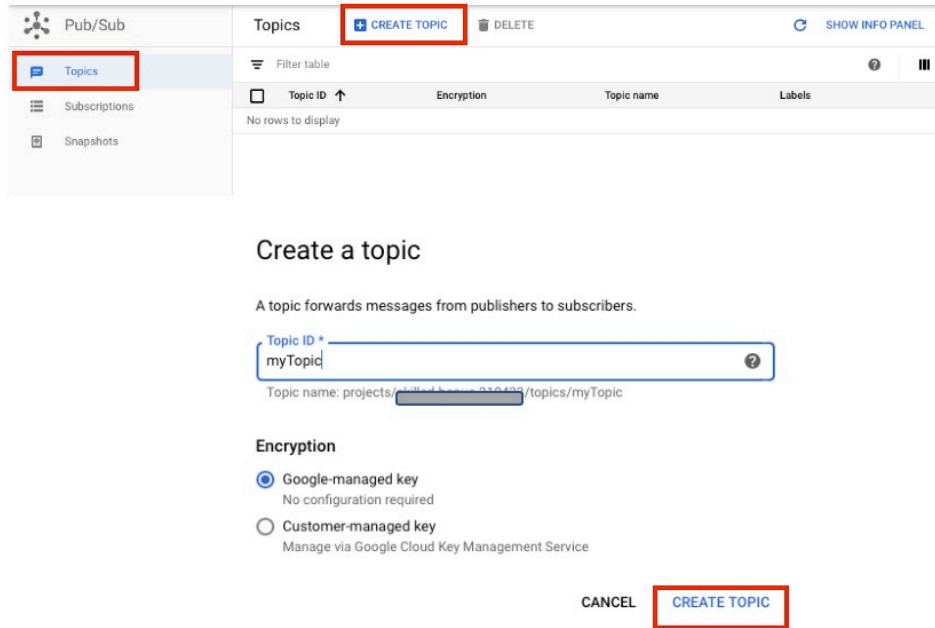 Pub/Sub
Topics
CREATE TOPIC
DELETE
SHOW INFO PANEL
Topics
Subscriptions
Snapshots
Filter table
Topic ID ↑ Encryption Topic name Labels
No rows to display
Create a topic
A topic forwards messages from publishers to subscribers.
Topic ID *
myTopic
Topic name: projects/ /topics/myTopic
Encryption
Google-managed key
No configuration required
Customer-managed key
Manage via Google Cloud Key Management Service
CANCEL CREATE TOPIC